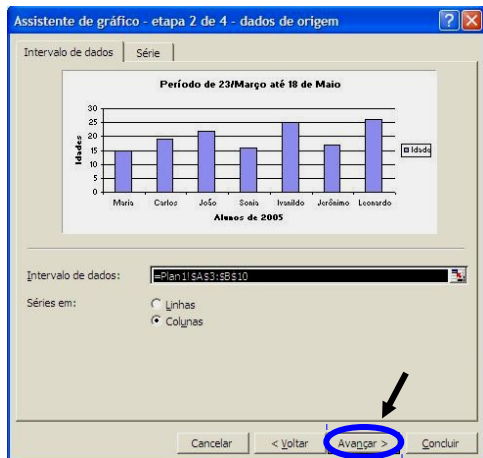 Assistente de gráfico - etapa 2 de 4 - dados de origem
Intervalo de dados Série
Período de 23/Março até 18 de Maio
30
25
20
15
10
5
0
Idades
Maria Carlos João Sonia Ivanildo Jerônimo Leonardo
Idade
Alunos de 2005
Intervalo de dados: =Plan1!$A$3:$B$10
Séries em: Linhas
Colunas
Cancelar < Voltar Avançar > Concluir